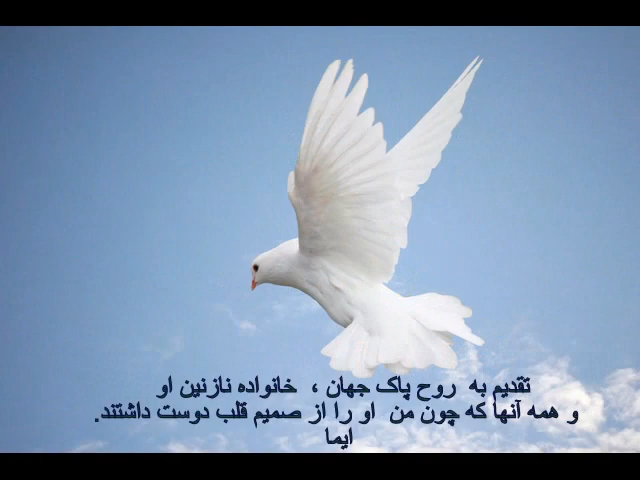 تقدیم به روح پاک جهان ، خانواده نازنین او
و همه آنها که چون من او را از صمیم قلب دوست داشتند.
ایما